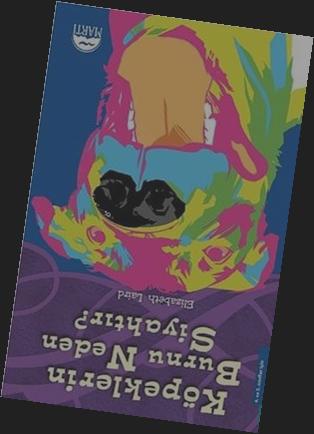 Köpeklerin
Burnu Neden
Siyahtır?
Elizabeth Laird
MARTI